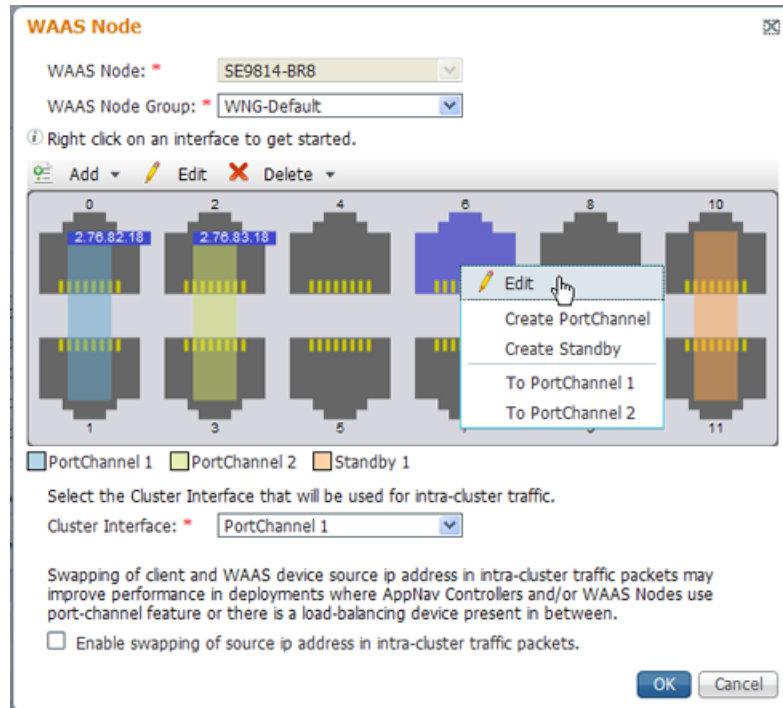 WAAS Node
WAAS Node: * SE9814-BR8
WAAS Node Group: * WNG-Default
i Right click on an interface to get started.
Add Edit Delete
0 2 4 6 8 10
2.76.82.18 2.76.83.18
Edit
Create PortChannel
Create Standby
To PortChannel 1
To PortChannel 2
1 3 5 11
PortChannel 1 PortChannel 2 Standby 1
Select the Cluster Interface that will be used for intra-cluster traffic.
Cluster Interface: * PortChannel 1
Swapping of client and WAAS device source ip address in intra-cluster traffic packets may
improve performance in deployments where AppNav Controllers and/or WAAS Nodes use
port-channel feature or there is a load-balancing device present in between.
Enable swapping of source ip address in intra-cluster traffic packets.
OK Cancel